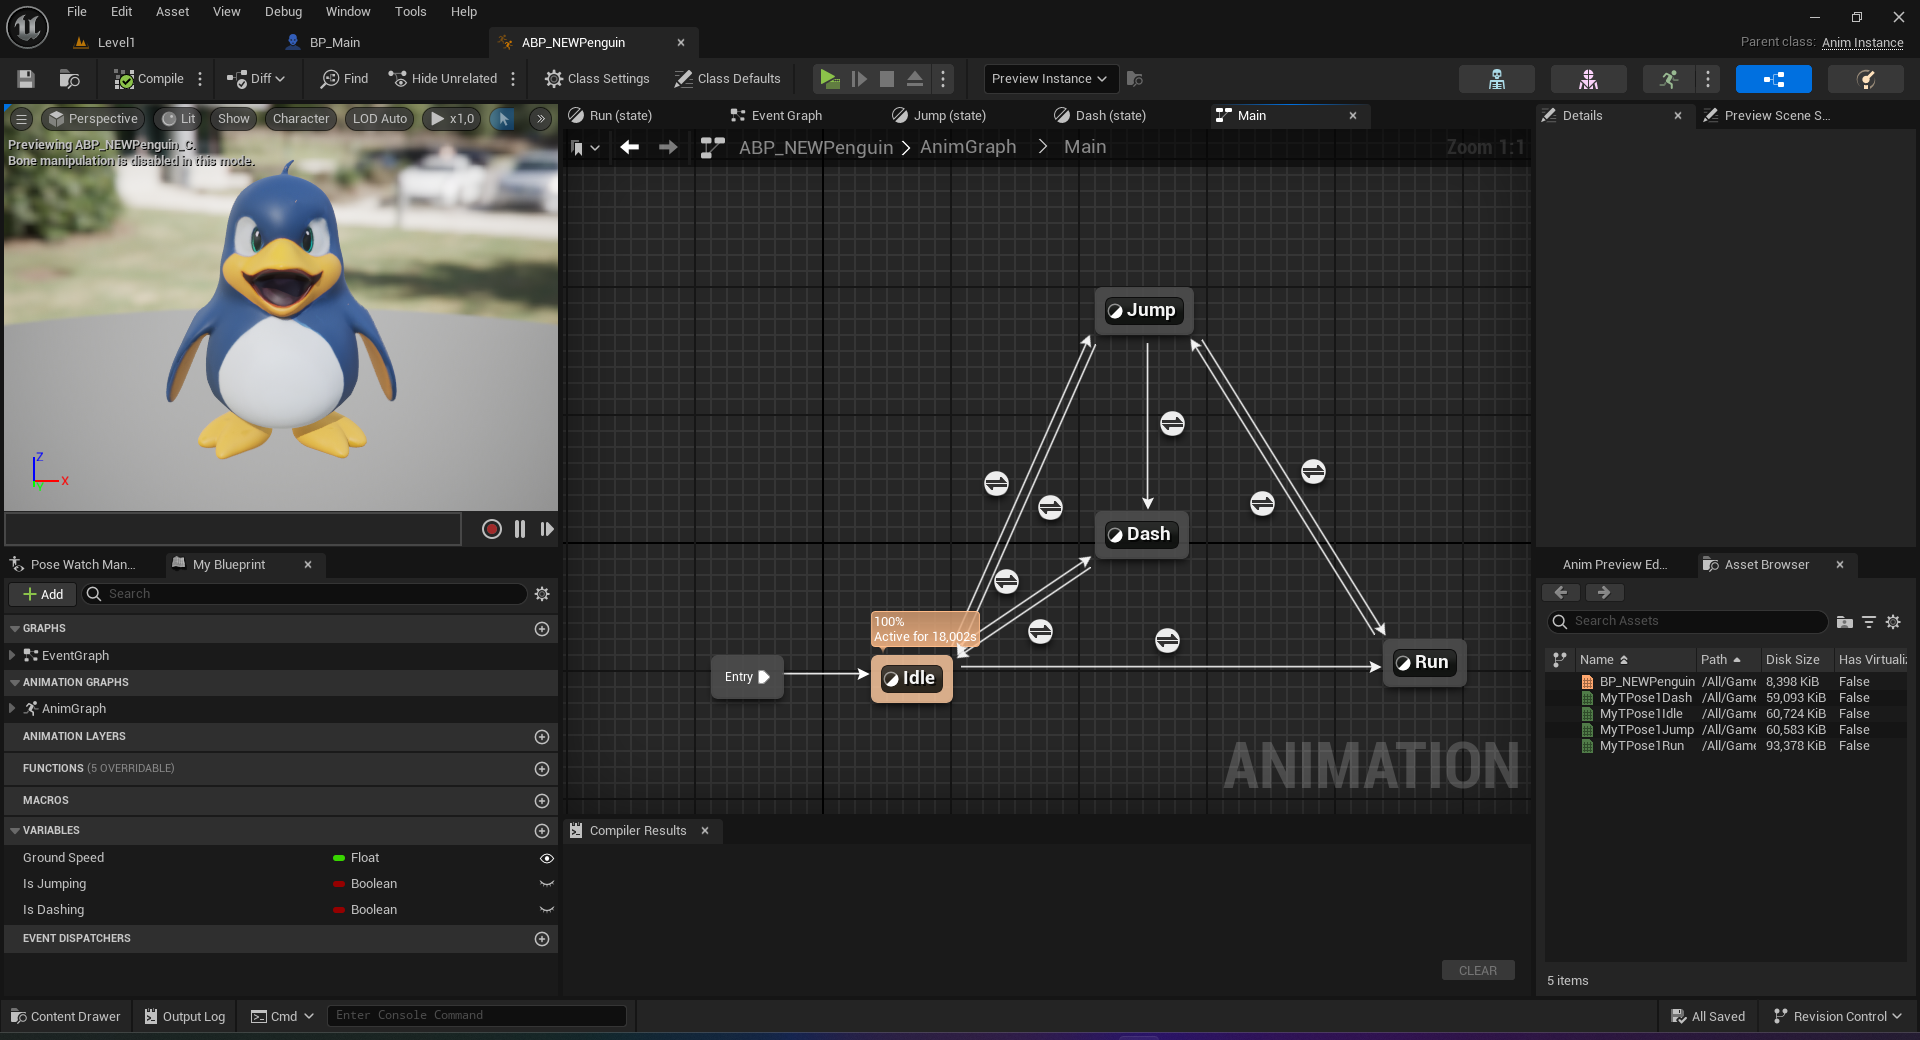 File Edit Asset View Debug Window Tools Help
Level1
BP_Main
ABP_NEWPenguin
Parent class: Anim Instance
Compile
Diff
Find
Hide Unrelated
Class Settings
Class Defaults
Preview Instance
Perspective
Lit
Show
Character
LOD Auto
x1,0
Previewing ABP_NEWPenguin_C.
Bone manipulation is disabled in this mode.
Z
X
Run (state)
Event Graph
Jump (state)
Dash (state)
Main
ABP_NEWPenguin > AnimGraph > Main
Zoom 1:1
Jump
Dash
100%
Active for 18,002s
Entry
Idle
Run
ANIMATION
Details
Preview Scene S...
Pose Watch Man...
My Blueprint
Add
Search
GRAPHS
EventGraph
ANIMATION GRAPHS
AnimGraph
ANIMATION LAYERS
FUNCTIONS (5 OVERRIDABLE)
MACROS
VARIABLES
Ground Speed Float
Is Jumping Boolean
Is Dashing Boolean
EVENT DISPATCHERS
Compiler Results
CLEAR
Anim Preview Ed...
Asset Browser
Search Assets
Name Path Disk Size Has Virtuali
BP_NEWPenguin /All/Game 8,398 KiB False
MyTPose1Dash /All/Game 59,093 KiB False
MyTPose1Idle /All/Game 60,724 KiB False
MyTPose1Jump /All/Game 60,583 KiB False
MyTPose1Run /All/Game 93,378 KiB False
5 items
Content Drawer
Output Log
Cmd
Enter Console Command
All Saved
Revision Control